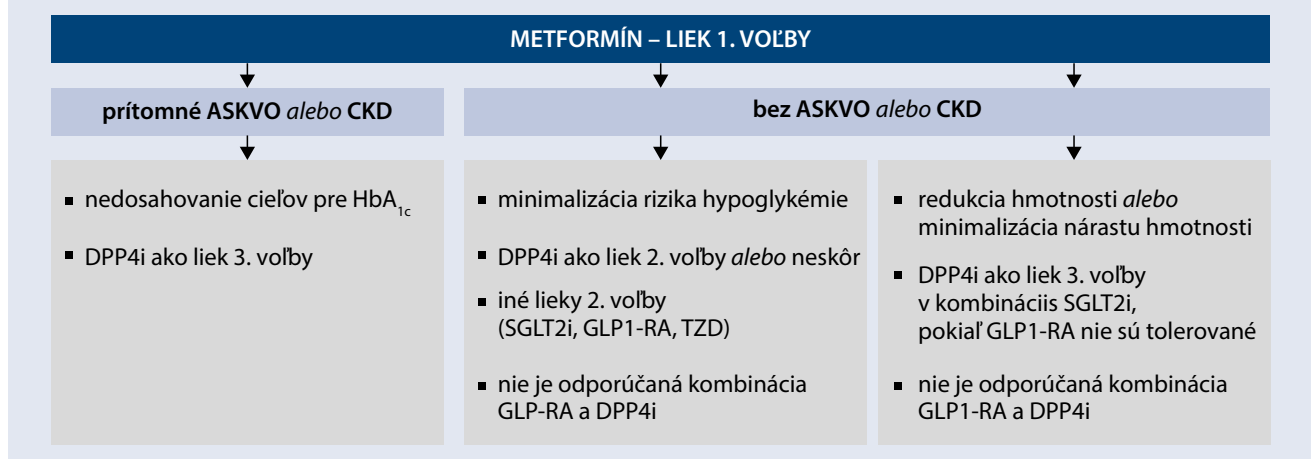 METFORMÍN – LIEK 1. VOĽBY
prítomné ASKVO alebo CKD
bez ASKVO alebo CKD
▪ nedosahovanie cieľov pre HbA1c
▪ DPP4i ako liek 3. voľby
▪ minimalizácia rizika hypoglykémie
▪ DPP4i ako liek 2. voľby alebo neskôr
▪ iné lieky 2. voľby
(SGLT2i, GLP1-RA, TZD)
▪ nie je odporúčaná kombinácia
GLP-RA a DPP4i
▪ redukcia hmotnosti alebo
minimalizácia nárastu hmotnosti
▪ DPP4i ako liek 3. voľby
v kombináciis SGLT2i,
pokiaľ GLP1-RA nie sú tolerované
▪ nie je odporúčaná kombinácia
GLP1-RA a DPP4i